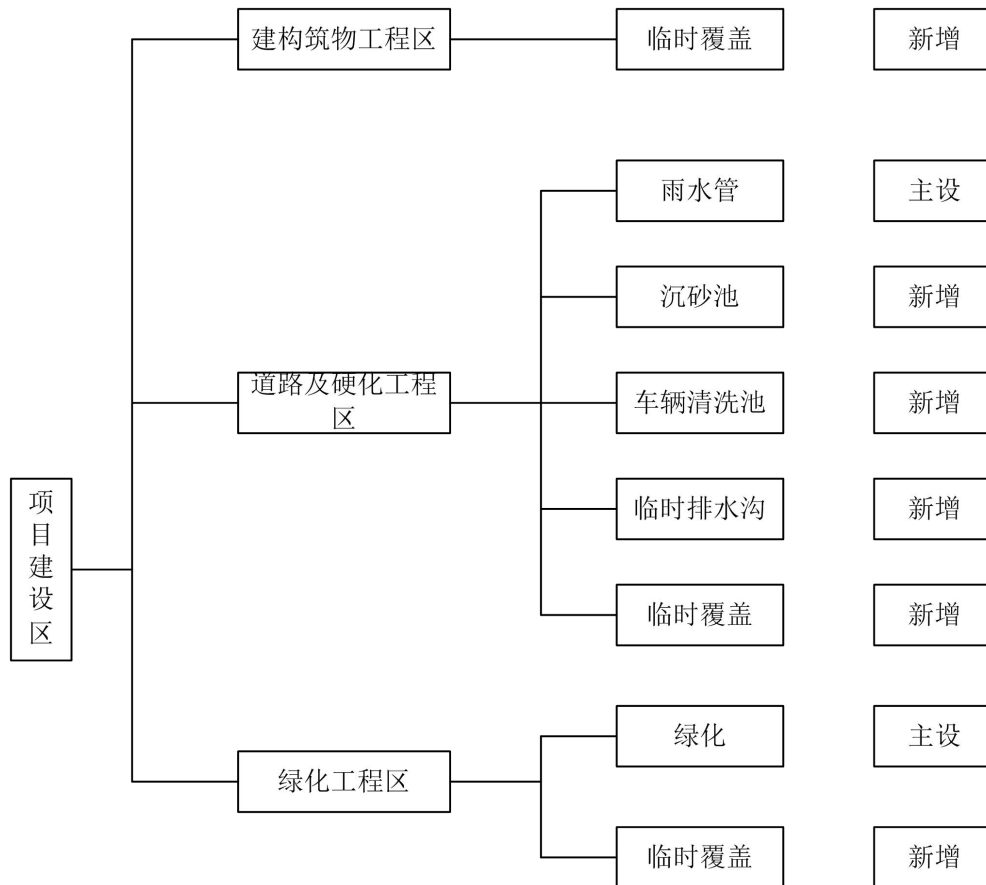 建构筑物工程区
临时覆盖
新增
雨水管
主设
沉砂池
新增
道路及硬化工程
区
车辆清洗池
新增
项
目
建
设
区
临时排水沟
新增
临时覆盖
新增
绿化工程区
绿化
主设
临时覆盖
新增